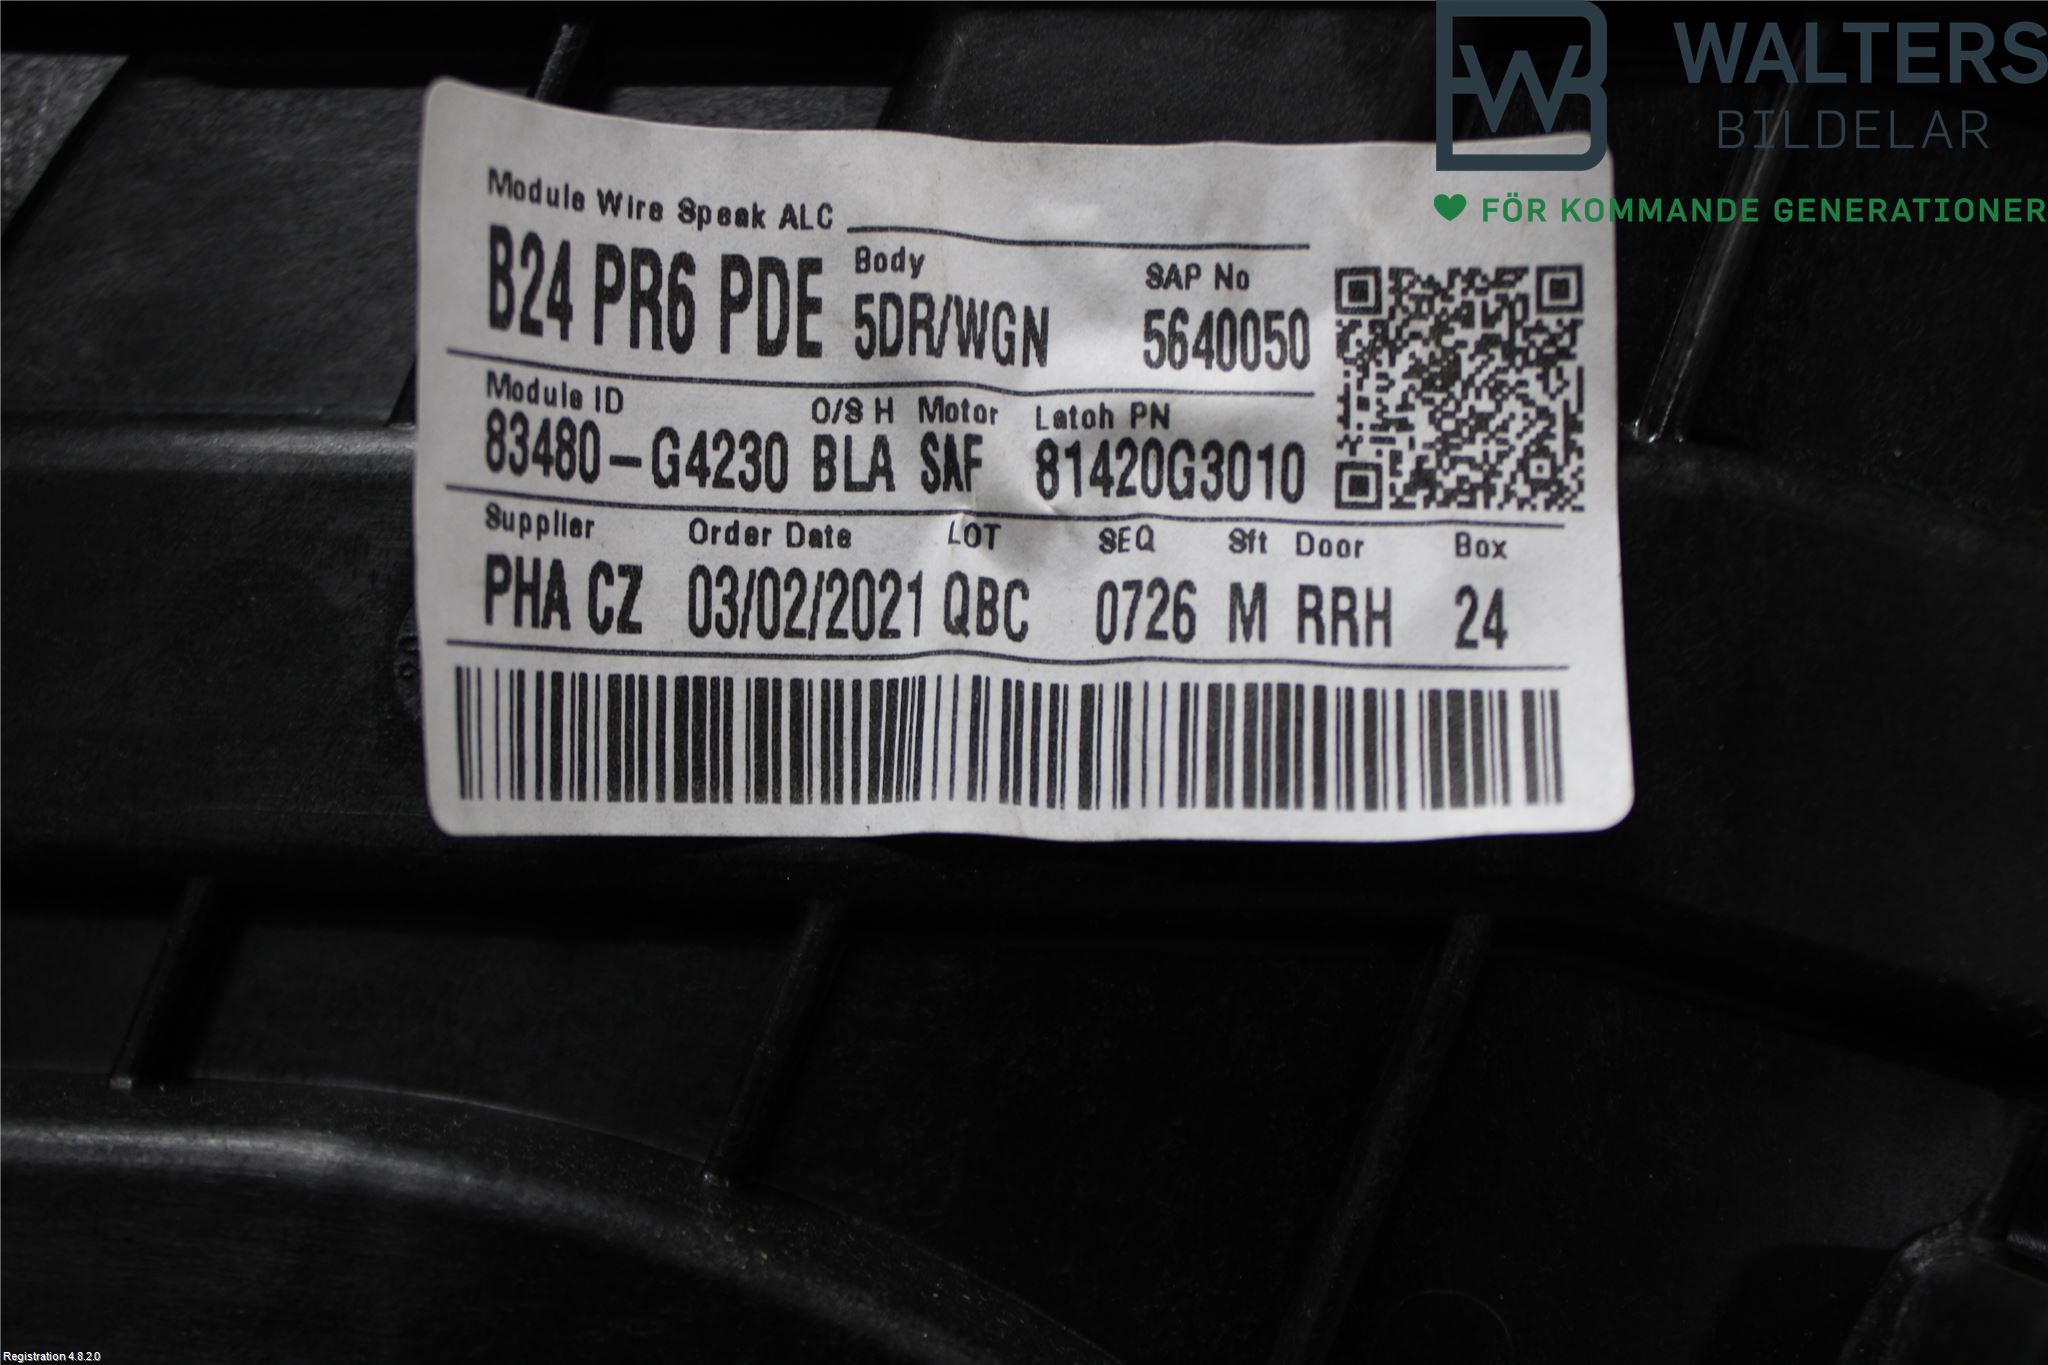 WALTERS
BILDELAR
FÖR KOMMANDE GENERATIONER
Module Wire Speak ALC
B24 PR6 PDE
Body
5DR/WGN
SAP No
5640050
Module ID
83480-G4230
O/S H
BLA
Motor
SAF
Latch PN
81420G3010
Supplier
PHA CZ
Order Date
03/02/2021
LOT
QBC
SEQ
0726
Sft
M
Door
RRH
Box
24
Registration 4.8.2.0